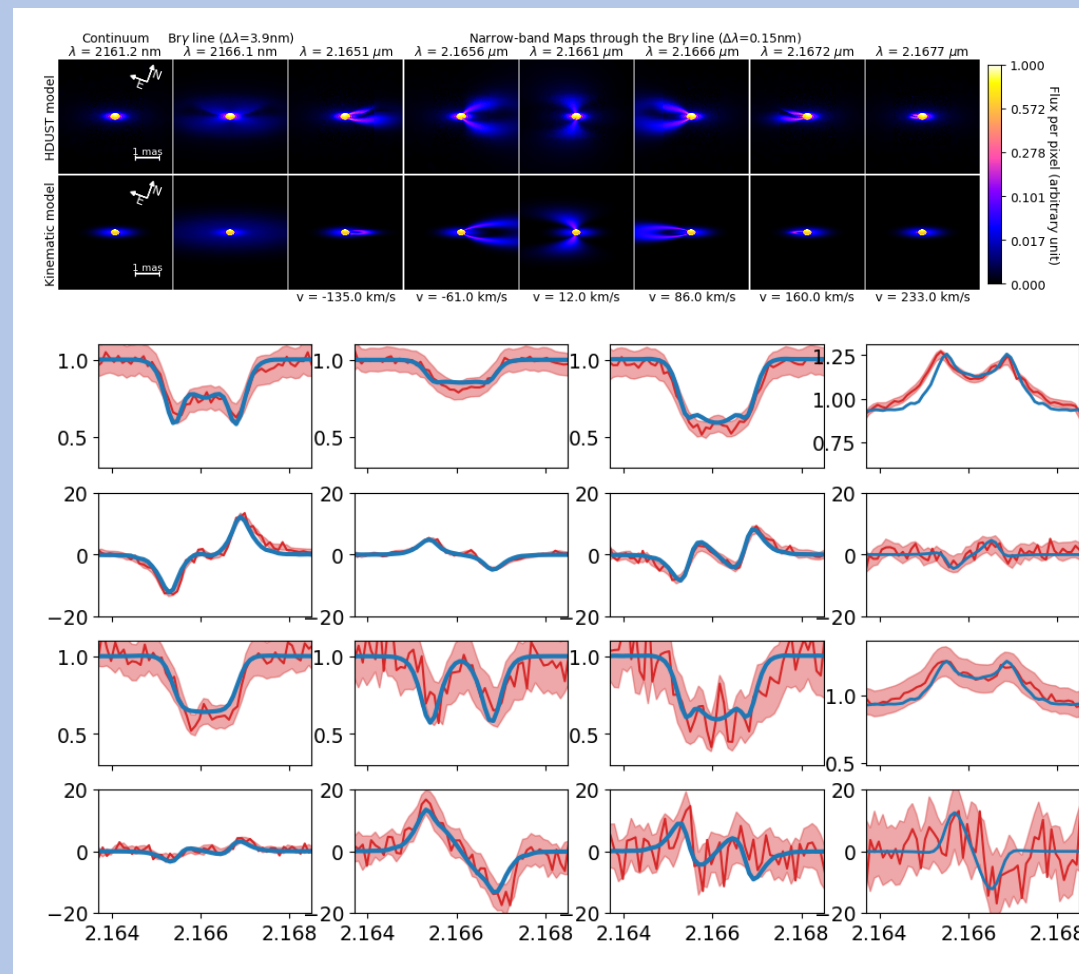 Continuum Brγ line (Δλ=3.9nm) Narrow-band Maps through the Brγ line (Δλ=0.15nm)
λ = 2161.2 nm λ = 2166.1 nm λ = 2.1651 μm λ = 2.1656 μm λ = 2.1661 μm λ = 2.1666 μm λ = 2.1672 μm λ = 2.1677 μm
HDUST model
E N
1 mas
Kinematic model
E N
1 mas
v = -135.0 km/s v = -61.0 km/s v = 12.0 km/s v = 86.0 km/s v = 160.0 km/s v = 233.0 km/s
1.000
0.572
0.278
0.101
0.017
0.000
Flux per pixel (arbitrary unit)
1.0 1.0 1.0 1.25
1.00
0.5 0.5 0.5 0.75
20 20 20 20
0 0 0 0
−20 −20 −20 −20
1.0 1.0 1.0 1.0
0.5 0.5 0.5 0.5
20 20 20 20
0 0 0 0
−20 −20 −20 −20
2.164 2.166 2.168 2.164 2.166 2.168 2.164 2.166 2.168 2.164 2.166 2.168